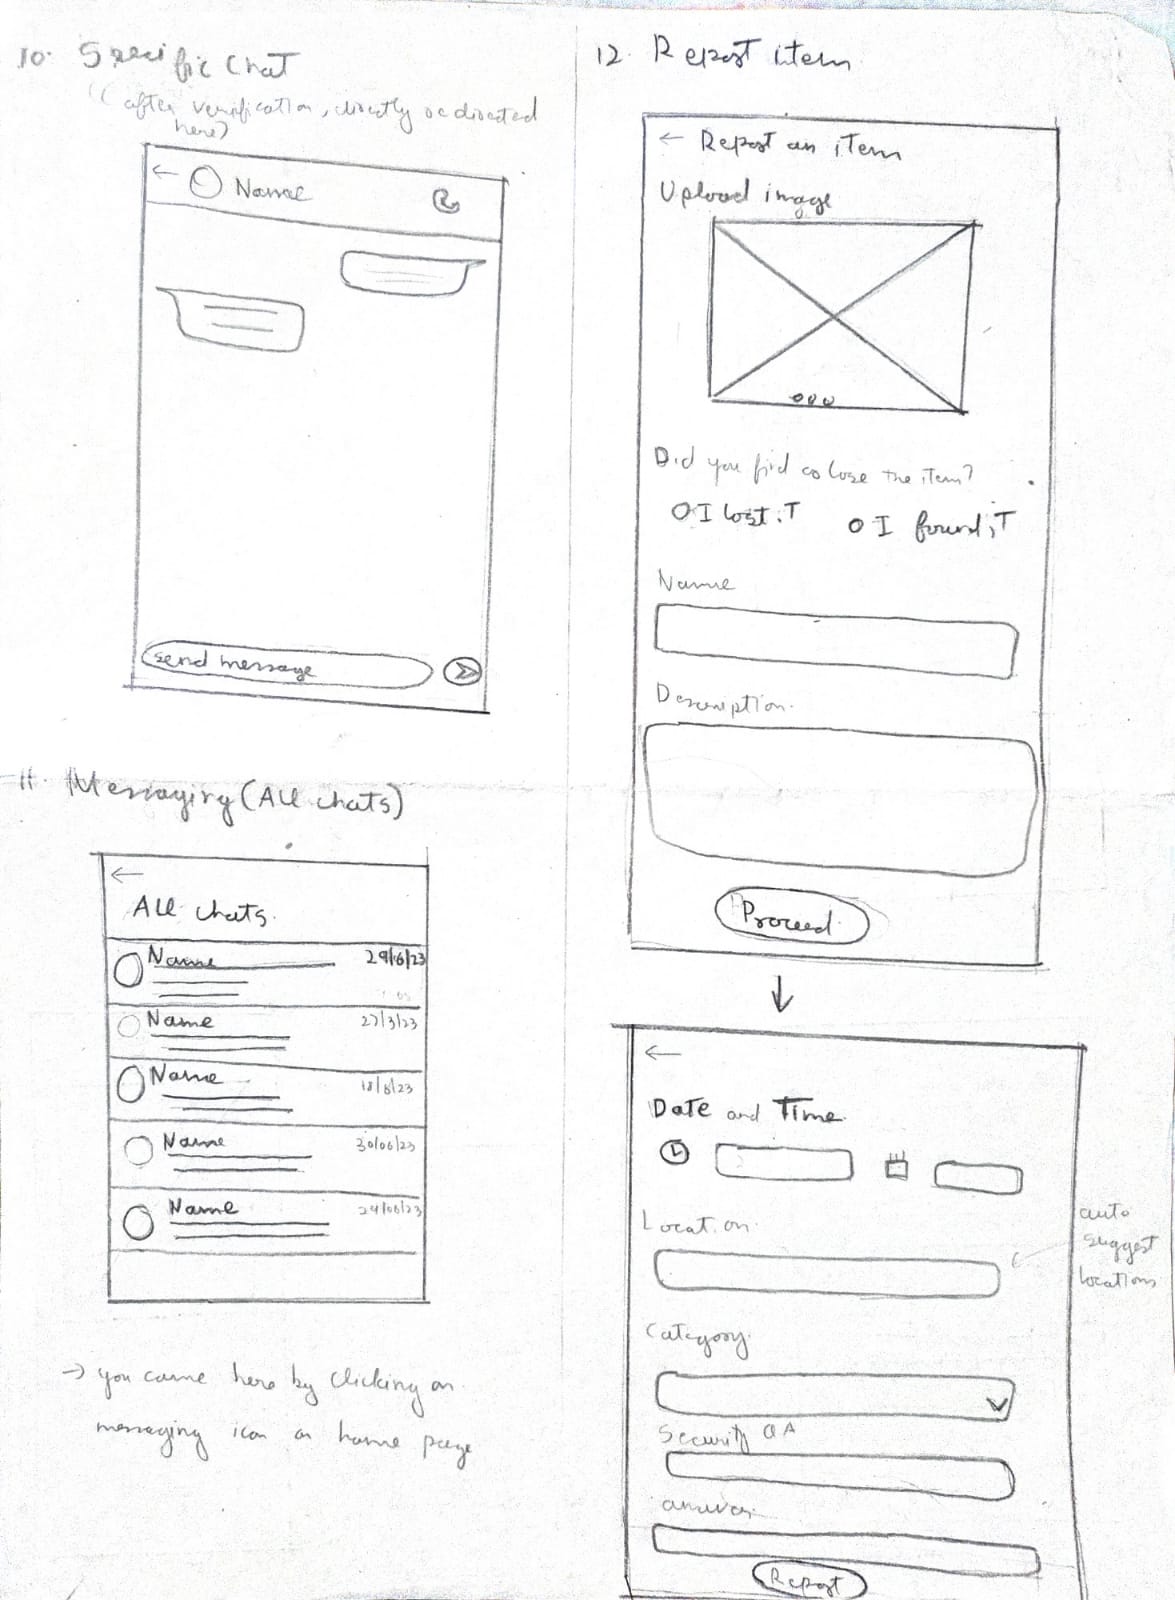 10. Specific Chat
(after verification, directly redirected
here)
← Name
send message
11. Messaging (All chats)
←
All chats
Name 29/6/23
Name 27/3/23
Name 18/6/23
Name 30/06/23
Name 29/06/23
→ you came here by clicking on
messaging icon on home page
12. Report item
← Report an item
Upload image
Did you find or lose the item?
O I lost it O I found it
Name
Description
Proceed
↓
←
Date and Time
Location
auto
suggest
locations
Category
Security QA
answer
Report